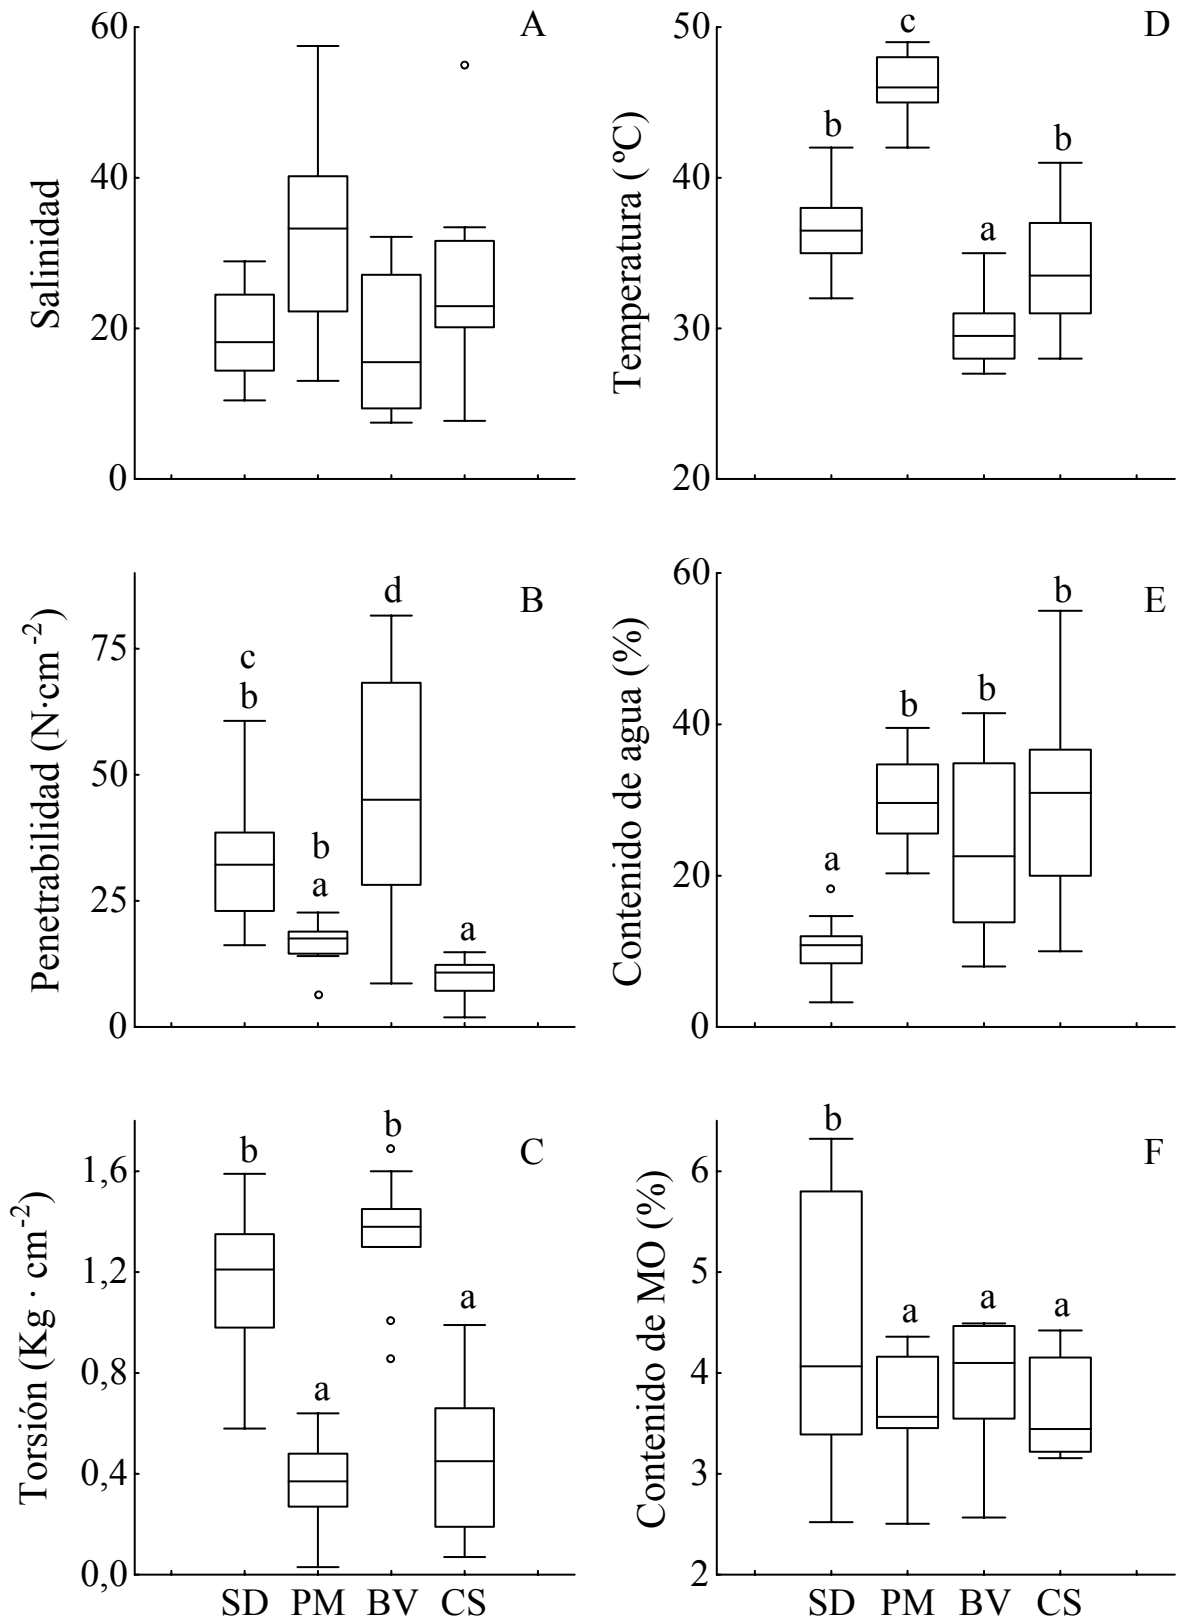 A
60
40
20
0
Salinidad
D
50
40
30
20
Temperatura (ºC)
b
c
a
b
B
75
50
25
0
Penetrabilidad (N·cm-2)
c
b
b
a
d
a
E
60
40
20
0
Contenido de agua (%)
a
b
b
b
C
1,6
1,2
0,8
0,4
0,0
Torsión (Kg · cm-2)
b
a
b
a
SD PM BV CS
F
6
5
4
3
2
Contenido de MO (%)
b
a
a
a
SD PM BV CS